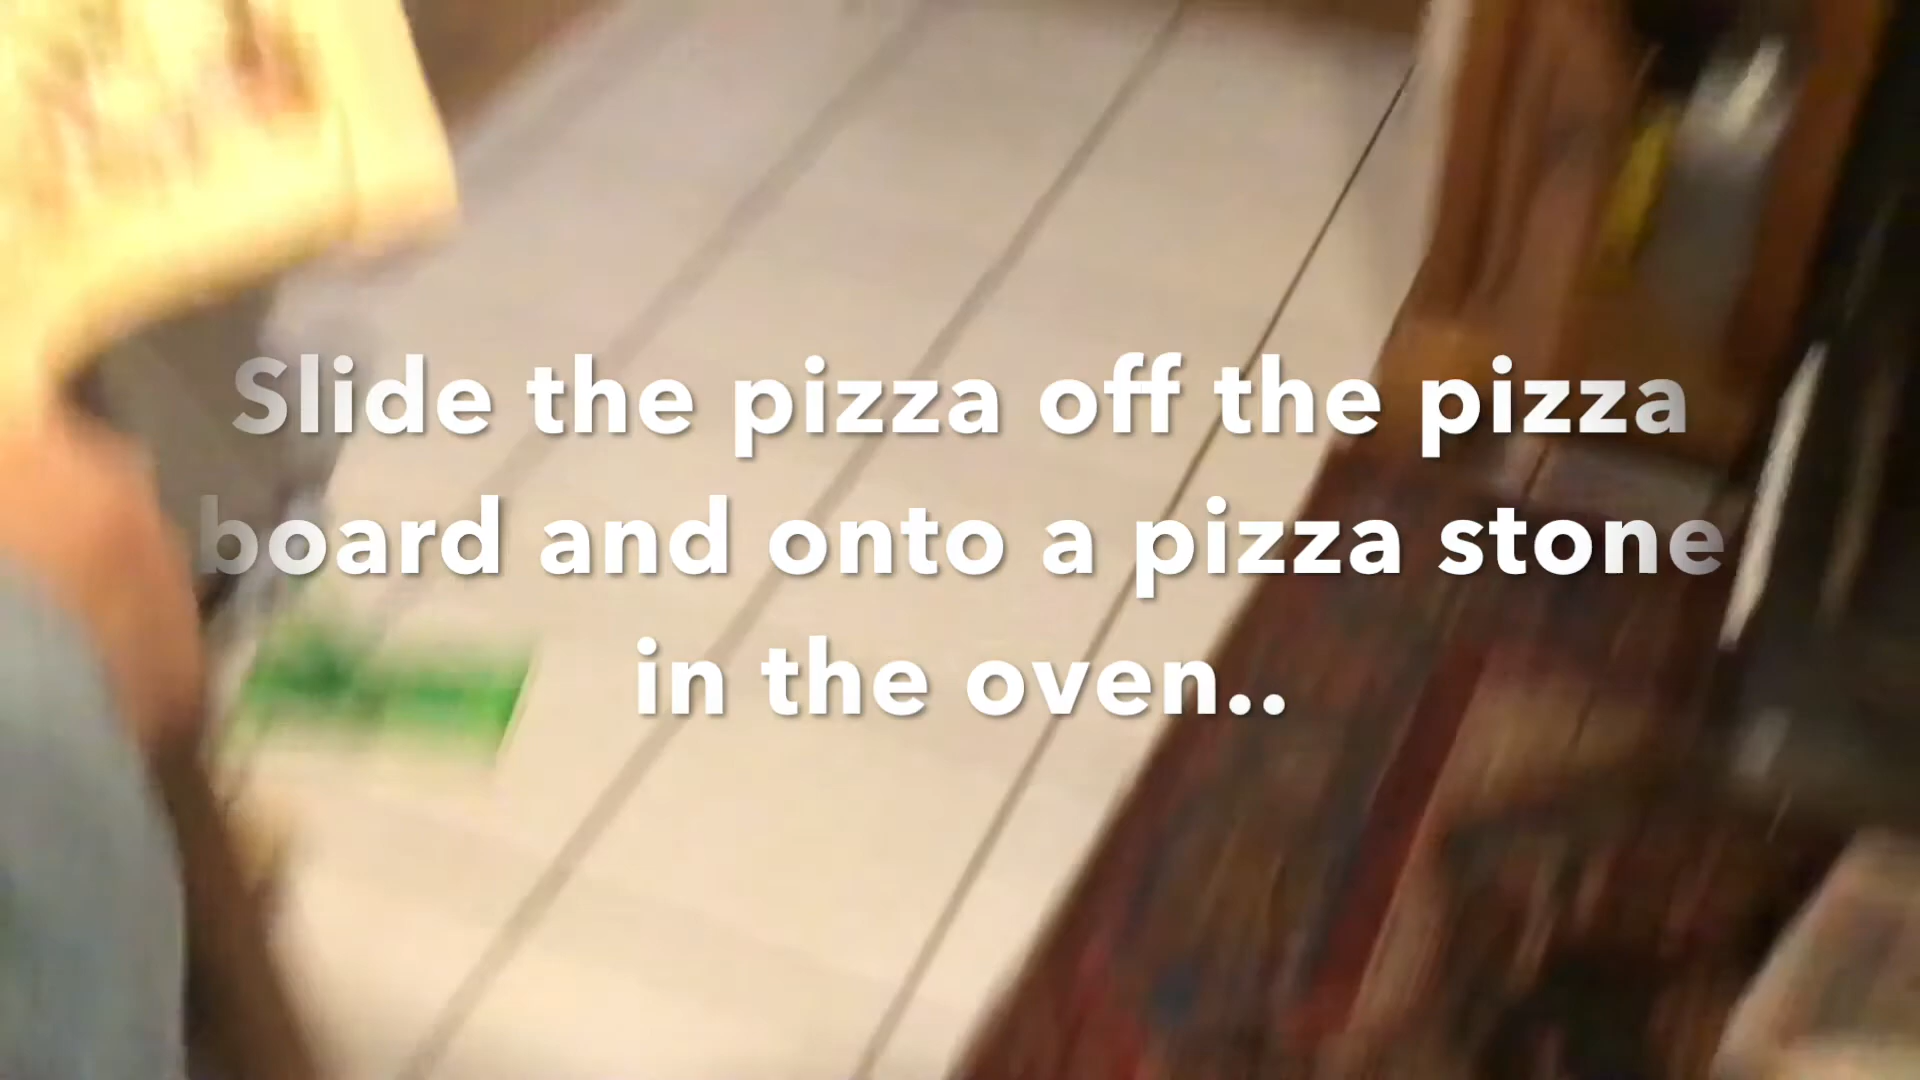 Slide the pizza off the pizza
board and onto a pizza stone
in the oven..